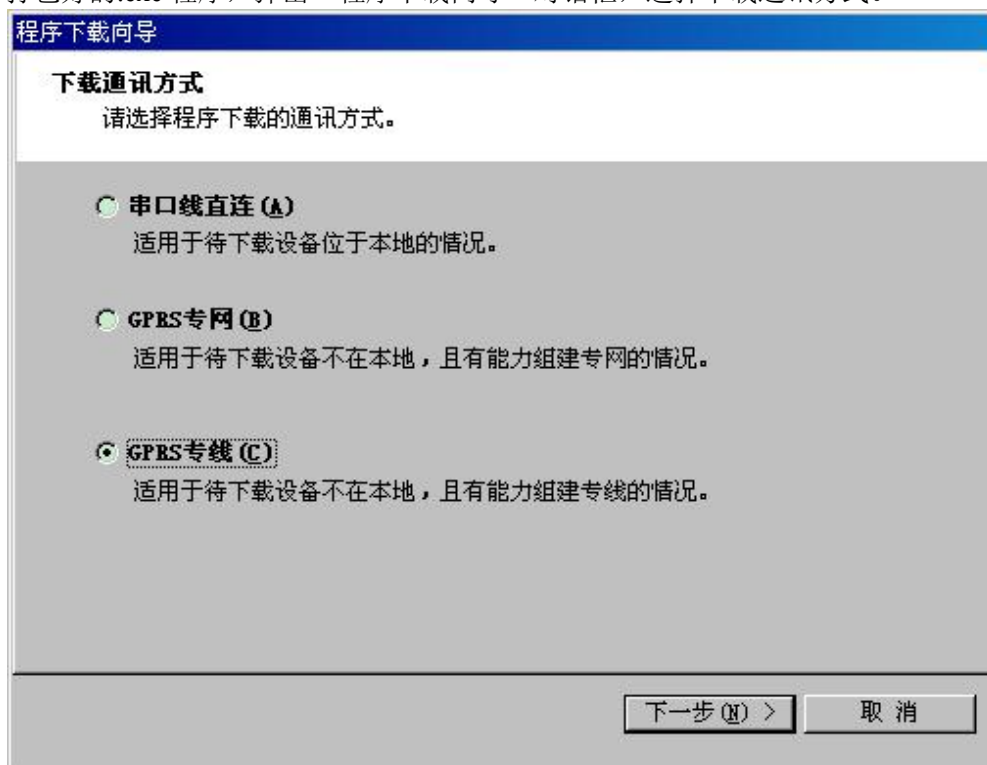 程序下载向导
下载通讯方式
请选择程序下载的通讯方式。
串口线直连(A)
适用于待下载设备位于本地的情况。
GPRS专网(B)
适用于待下载设备不在本地，且有能力组建专网的情况。
GPRS专线(C)
适用于待下载设备不在本地，且有能力组建专线的情况。
下一步(N) > 取 消